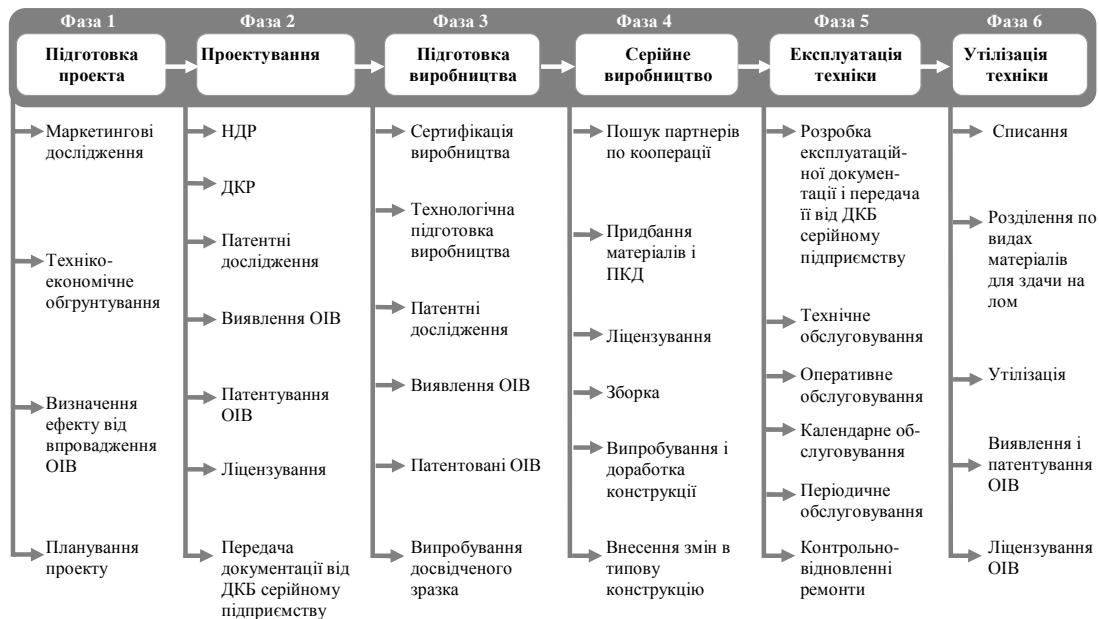 Фаза 1
Підготовка
проекта
Маркетингові
дослідження
Техніко-
економічне
обгрунтування
Визначення
ефекту від
впровадження
ОІВ
Планування
проекту
Фаза 2
Проектування
НДР
ДКР
Патентні
дослідження
Виявлення ОІВ
Патентування
ОІВ
Ліцензування
Передача
документації від
ДКБ серійному
підприємству
Фаза 3
Підготовка
виробництва
Сертифікація
виробництва
Технологічна
підготовка
виробництва
Патентні
дослідження
Виявлення ОІВ
Патентовані ОІВ
Випробування
досвідченого
зразка
Фаза 4
Серійне
виробництво
Пошук партнерів
по кооперації
Придбання
матеріалів і
ПКД
Ліцензування
Зборка
Випробування і
доработка
конструкції
Внесення змін в
типову
конструкцію
Фаза 5
Експлуатація
техніки
Розробка
експлуатацій-
ної докумен-
тації і передача
її від ДКБ
серійному
підприємству
Технічне
обслуговування
Оперативне
обслуговування
Календарне об-
слуговування
Періодичне
обслуговування
Контрольно-
відновленні
ремонти
Фаза 6
Утілізація
техніки
Списання
Розділення по
видах
матеріалів
для здачи на
лом
Утілізація
Виявлення і
патентування
ОІВ
Ліцензування
ОІВ